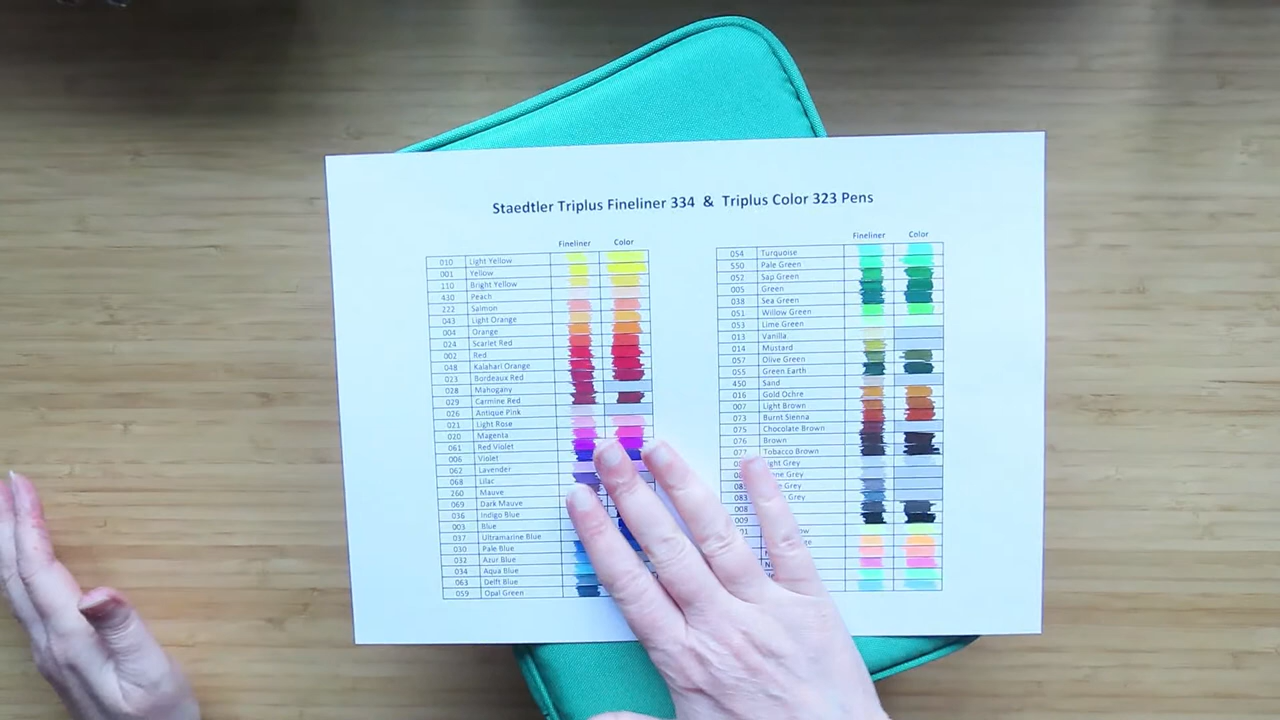 Staedtler Triplus Fineliner 334 & Triplus Color 323 Pens
Fineliner Color
010 Light Yellow
001 Yellow
110 Bright Yellow
430 Peach
222 Salmon
043 Light Orange
004 Orange
024 Scarlet Red
002 Red
048 Kalahari Orange
023 Bordeaux Red
028 Mahogany
029 Carmine Red
026 Antique Pink
021 Light Rose
020 Magenta
061 Red Violet
006 Violet
062 Lavender
068 Lilac
260 Mauve
069 Dark Mauve
036 Indigo Blue
003 Blue
037 Ultramarine Blue
030 Pale Blue
032 Azur Blue
034 Aqua Blue
063 Delft Blue
059 Opal Green
Fineliner Color
054 Turquoise
550 Pale Green
052 Sap Green
005 Green
038 Sea Green
051 Willow Green
053 Lime Green
013 Vanilla
014 Mustard
057 Olive Green
055 Green Earth
450 Sand
016 Gold Ochre
007 Light Brown
073 Burnt Sienna
075 Chocolate Brown
076 Brown
Tobacco Brown
Grey
Grey
Grey
083 Grey
008
009